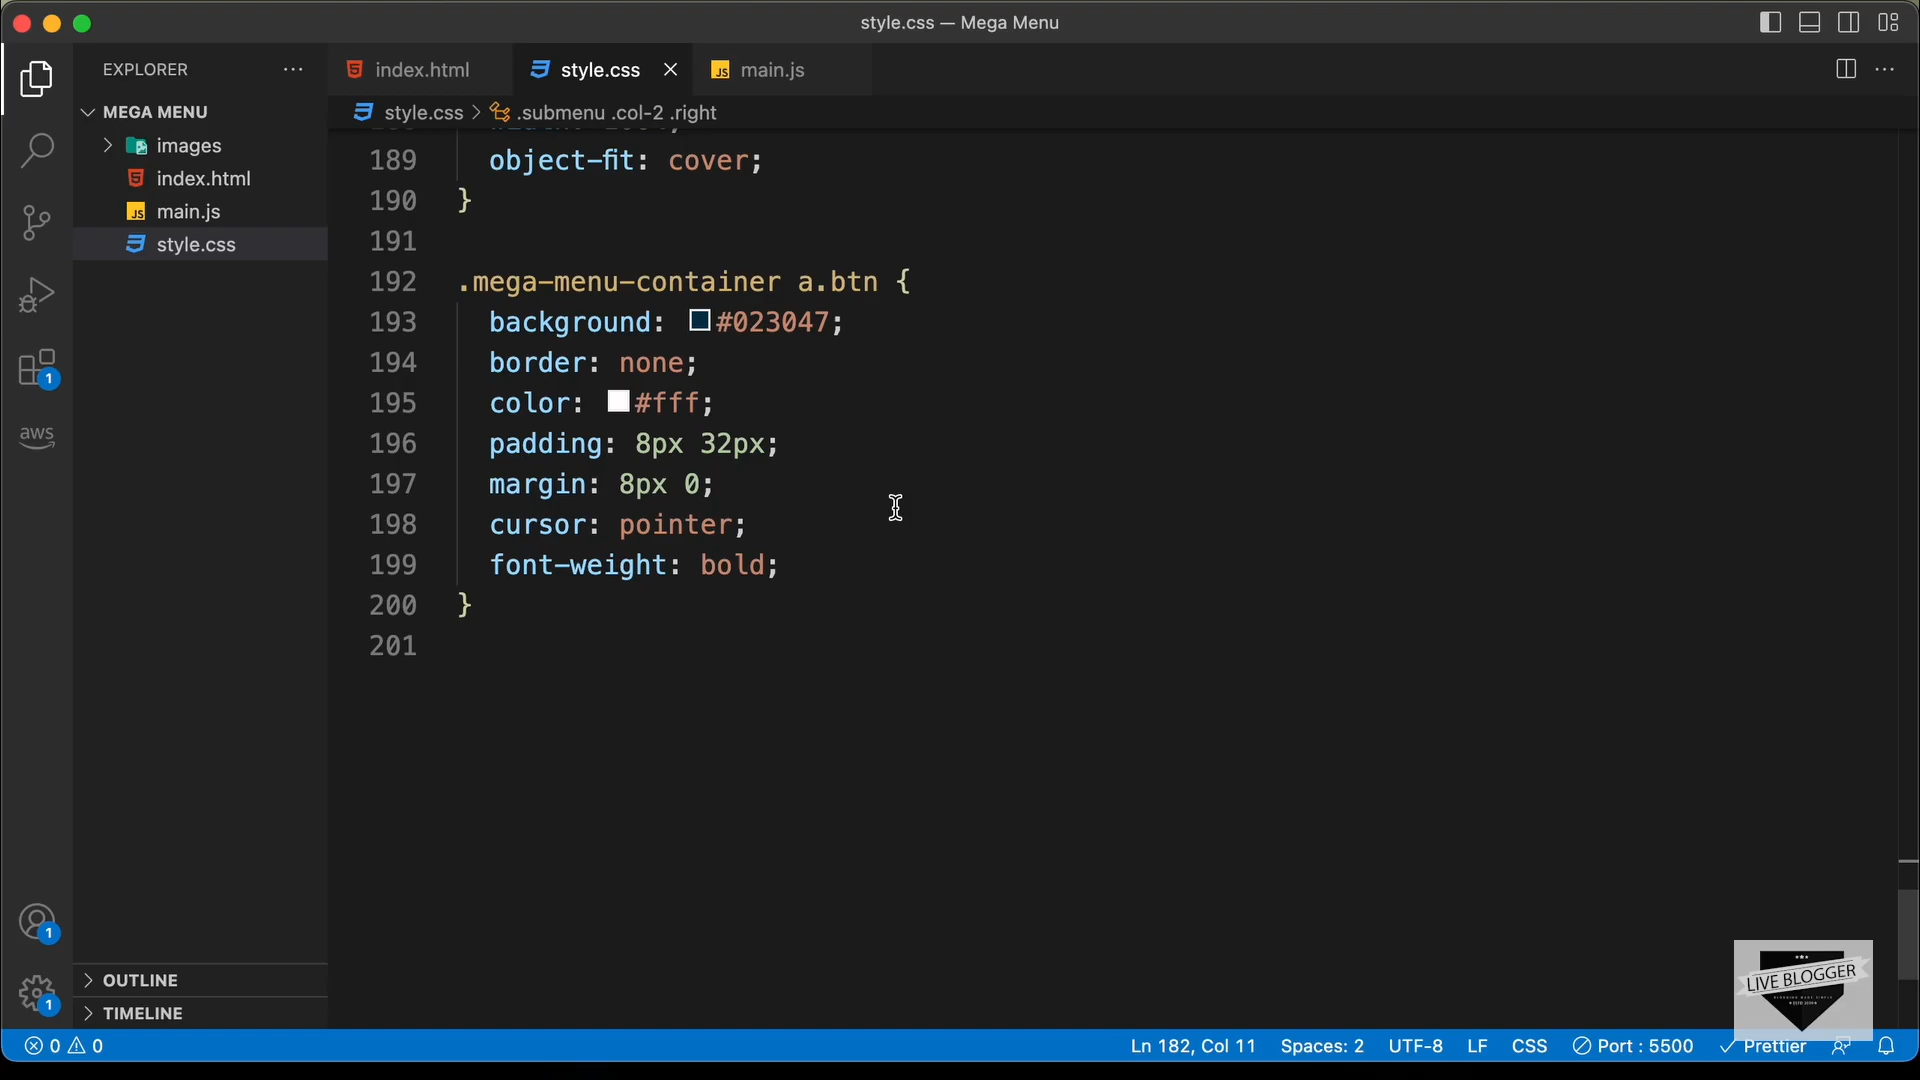 style.css — Mega Menu
EXPLORER
index.html
style.css
main.js
MEGA MENU
style.css > .submenu .col-2 .right
images
index.html
main.js
style.css
189 object-fit: cover;
190 }
191
192 .mega-menu-container a.btn {
193 background: #023047;
194 border: none;
195 color: #fff;
196 padding: 8px 32px;
197 margin: 8px 0;
198 cursor: pointer;
199 font-weight: bold;
200 }
201
1
aws
1
1
OUTLINE
TIMELINE
LIVE BLOGGER
0 0
Ln 182, Col 11 Spaces: 2 UTF-8 LF CSS Port : 5500 Prettier